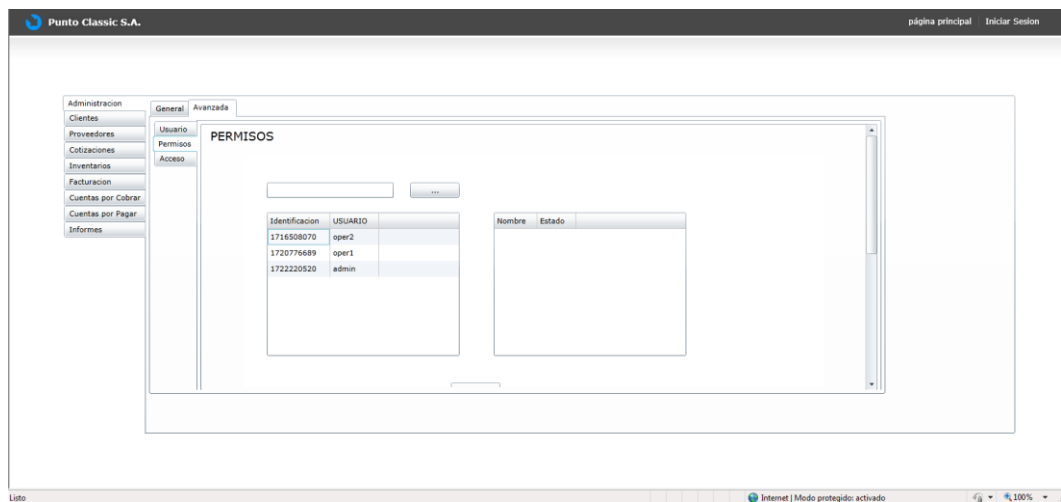 Punto Classic S.A.
página principal Iniciar Sesion
Administracion
Clientes
Proveedores
Cotizaciones
Inventarios
Facturacion
Cuentas por Cobrar
Cuentas por Pagar
Informes
General Avanzada
Usuario
Permisos
Acceso
PERMISOS
...
Identificacion USUARIO
1716508070 oper2
1720776689 oper1
1722220520 admin
Nombre Estado
Listo
Internet | Modo protegido: activado
100%